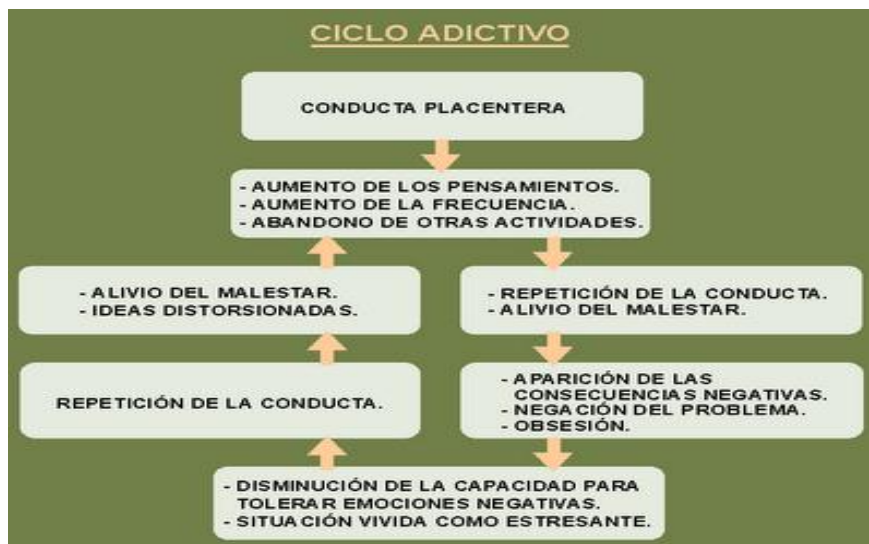 CICLO ADICTIVO
CONDUCTA PLACENTERA
- AUMENTO DE LOS PENSAMIENTOS.
- AUMENTO DE LA FRECUENCIA.
- ABANDONO DE OTRAS ACTIVIDADES.
- ALIVIO DEL MALESTAR.
- IDEAS DISTORSIONADAS.
- REPETICIÓN DE LA CONDUCTA.
- ALIVIO DEL MALESTAR.
REPETICIÓN DE LA CONDUCTA.
- APARICIÓN DE LAS
CONSECUENCIAS NEGATIVAS.
- NEGACIÓN DEL PROBLEMA.
- OBSESIÓN.
- DISMINUCIÓN DE LA CAPACIDAD PARA
TOLERAR EMOCIONES NEGATIVAS.
- SITUACIÓN VIVIDA COMO ESTRESANTE.